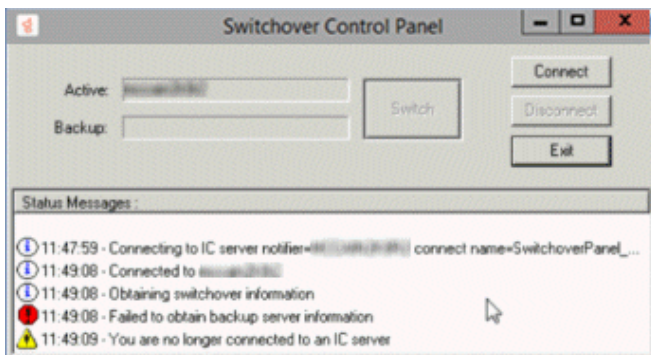 Switchover Control Panel
Active:
Backup:
Switch
Connect
Disconnect
Exit
Status Messages :
11:47:59 - Connecting to IC server notifier= connect name=SwitchoverPanel_...
11:49:08 - Connected to
11:49:08 - Obtaining switchover information
11:49:08 - Failed to obtain backup server information
11:49:09 - You are no longer connected to an IC server